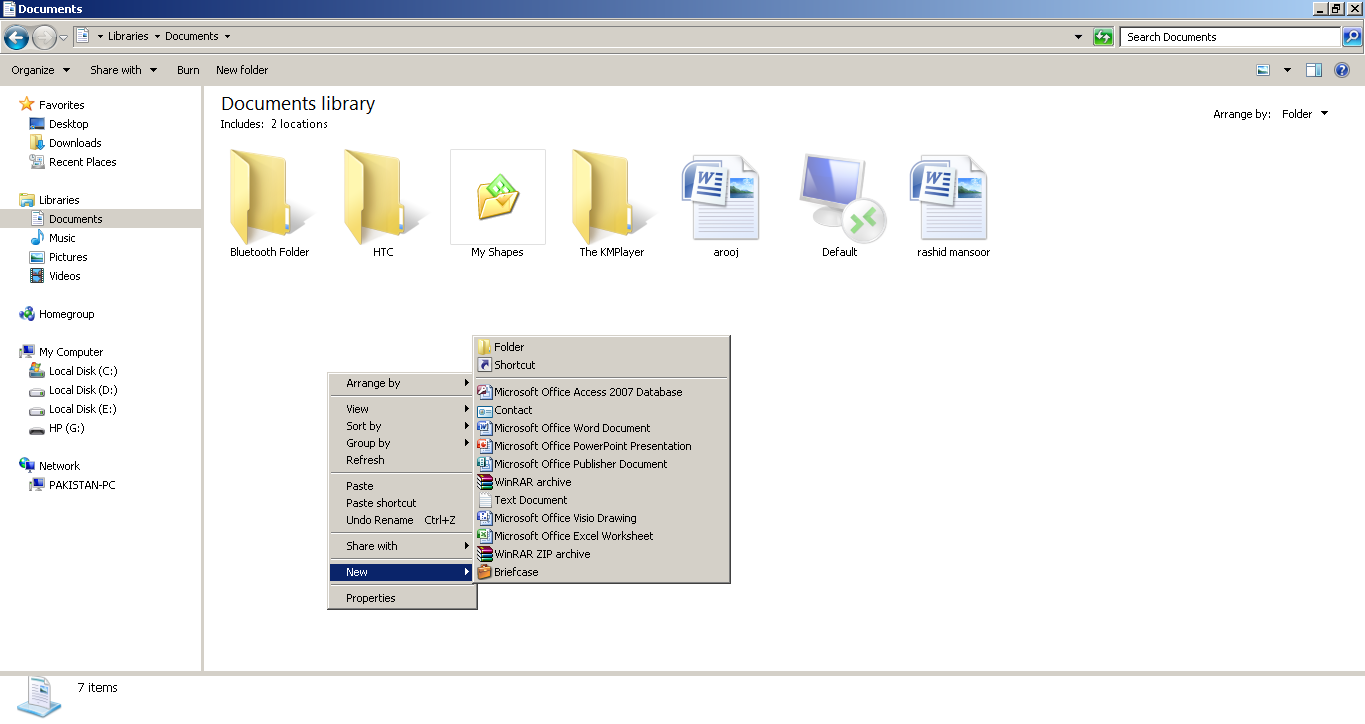 Documents
Libraries Documents
Search Documents
Organize Share with Burn New folder
Favorites
Desktop
Downloads
Recent Places
Libraries
Documents
Music
Pictures
Videos
Homegroup
My Computer
Local Disk (C:)
Local Disk (D:)
Local Disk (E:)
HP (G:)
Network
PAKISTAN-PC
Documents library
Includes: 2 locations
Arrange by: Folder
Bluetooth Folder
HTC
My Shapes
The KMPlayer
arooj
Default
rashid mansoor
Arrange by
View
Sort by
Group by
Refresh
Paste
Paste shortcut
Undo Rename Ctrl+Z
Share with
New
Properties
Folder
Shortcut
Microsoft Office Access 2007 Database
Contact
Microsoft Office Word Document
Microsoft Office PowerPoint Presentation
Microsoft Office Publisher Document
WinRAR archive
Text Document
Microsoft Office Visio Drawing
Microsoft Office Excel Worksheet
WinRAR ZIP archive
Briefcase
7 items